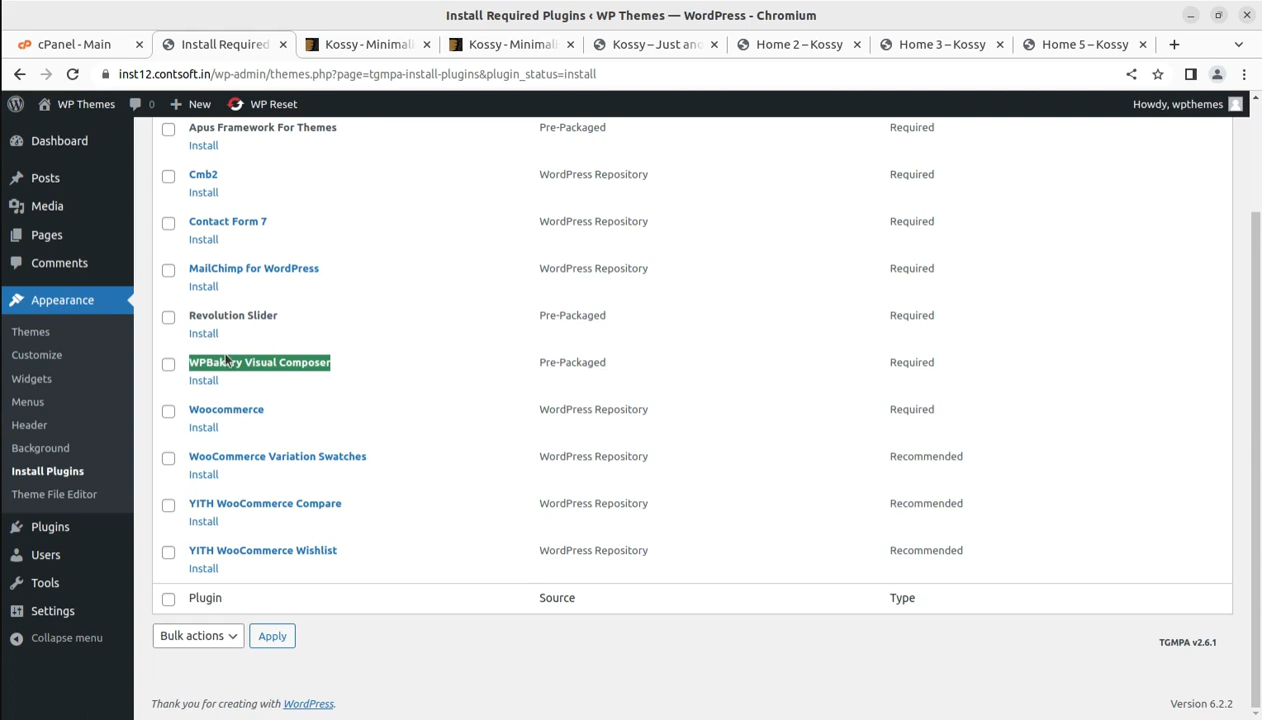 Install Required Plugins ‹ WP Themes — WordPress - Chromium
cPanel - Main
Install Required
Kossy - Minimal
Kossy - Minimal
Kossy – Just an
Home 2 – Kossy
Home 3 – Kossy
Home 5 – Kossy
inst12.contsoft.in/wp-admin/themes.php?page=tgmpa-install-plugins&plugin_status=install
WP Themes 0 New WP Reset Howdy, wpthemes
Dashboard
Posts
Media
Pages
Comments
Appearance
Themes
Customize
Widgets
Menus
Header
Background
Install Plugins
Theme File Editor
Plugins
Users
Tools
Settings
Collapse menu
Apus Framework For Themes Pre-Packaged Required
Install
Cmb2 WordPress Repository Required
Install
Contact Form 7 WordPress Repository Required
Install
MailChimp for WordPress WordPress Repository Required
Install
Revolution Slider Pre-Packaged Required
Install
WPBakery Visual Composer Pre-Packaged Required
Install
Woocommerce WordPress Repository Required
Install
WooCommerce Variation Swatches WordPress Repository Recommended
Install
YITH WooCommerce Compare WordPress Repository Recommended
Install
YITH WooCommerce Wishlist WordPress Repository Recommended
Install
Plugin Source Type
Bulk actions Apply
TGMPA v2.6.1
Thank you for creating with WordPress. Version 6.2.2